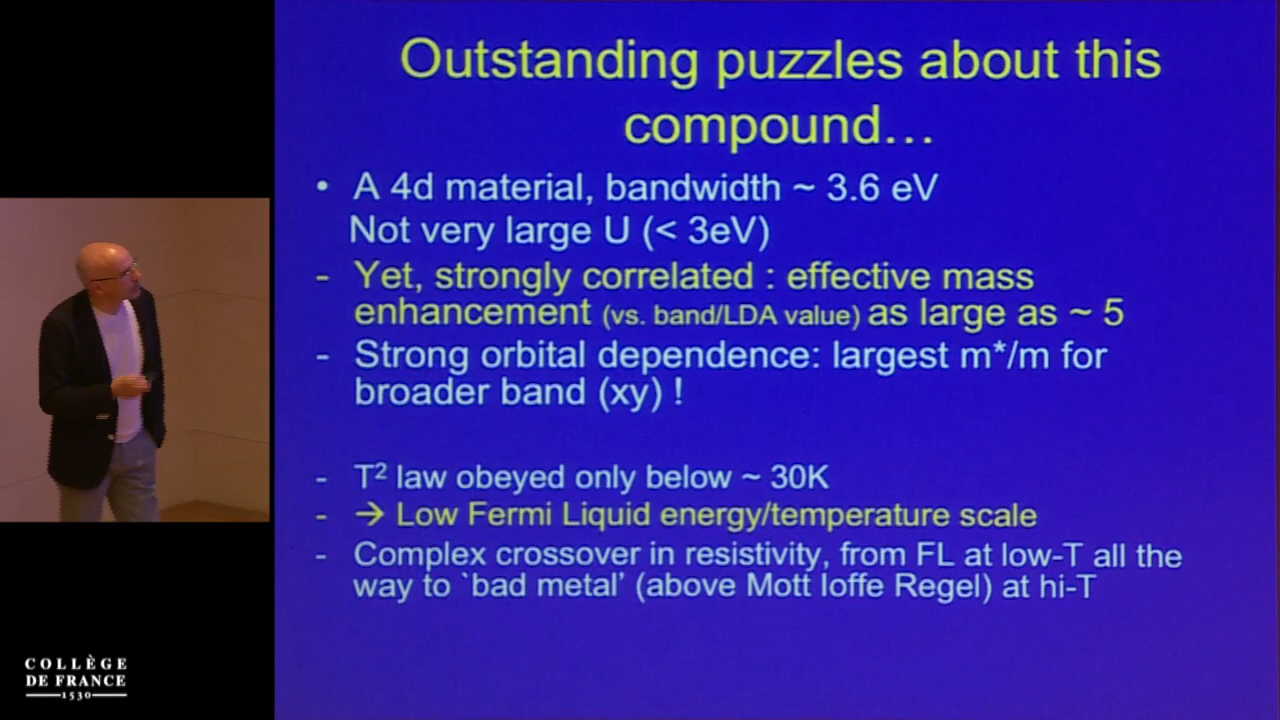 Outstanding puzzles about this
compound…
• A 4d material, bandwidth ~ 3.6 eV
Not very large U (< 3eV)
- Yet, strongly correlated : effective mass
enhancement (vs. band/LDA value) as large as ~ 5
- Strong orbital dependence: largest m*/m for
broader band (xy) !
- T² law obeyed only below ~ 30K
- → Low Fermi Liquid energy/temperature scale
- Complex crossover in resistivity, from FL at low-T all the
way to `bad metal' (above Mott Ioffe Regel) at hi-T
COLLÈGE
DE FRANCE
1530